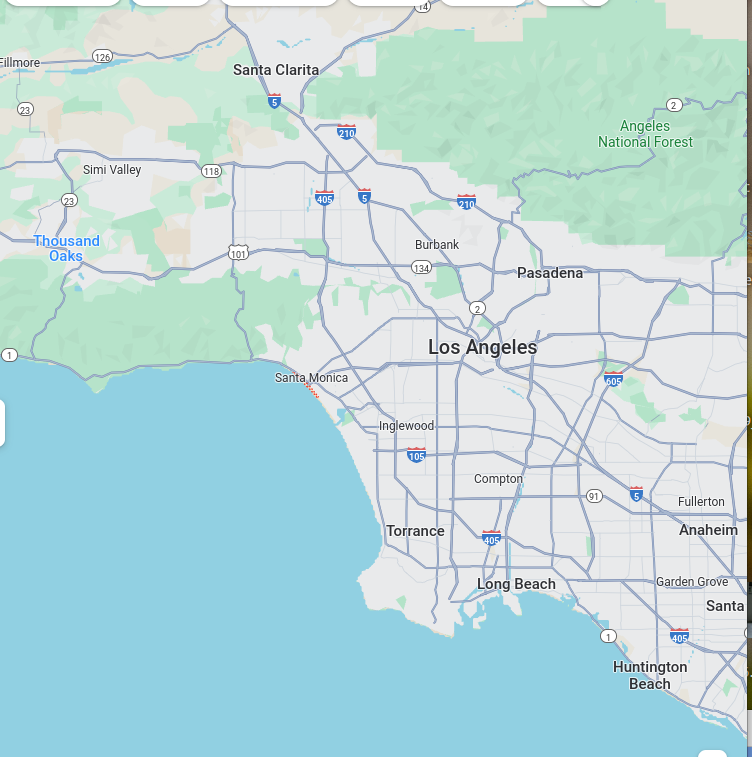 14
126
Fillmore
Santa Clarita
5
23
2
210
Angeles
National Forest
Simi Valley
118
405
5
23
210
Thousand
Oaks
101
Burbank
134
Pasadena
2
Los Angeles
1
Santa Monica
605
Inglewood
105
Compton
91
5
Fullerton
Torrance
405
Anaheim
Long Beach
Garden Grove
Santa
1
405
Huntington
Beach